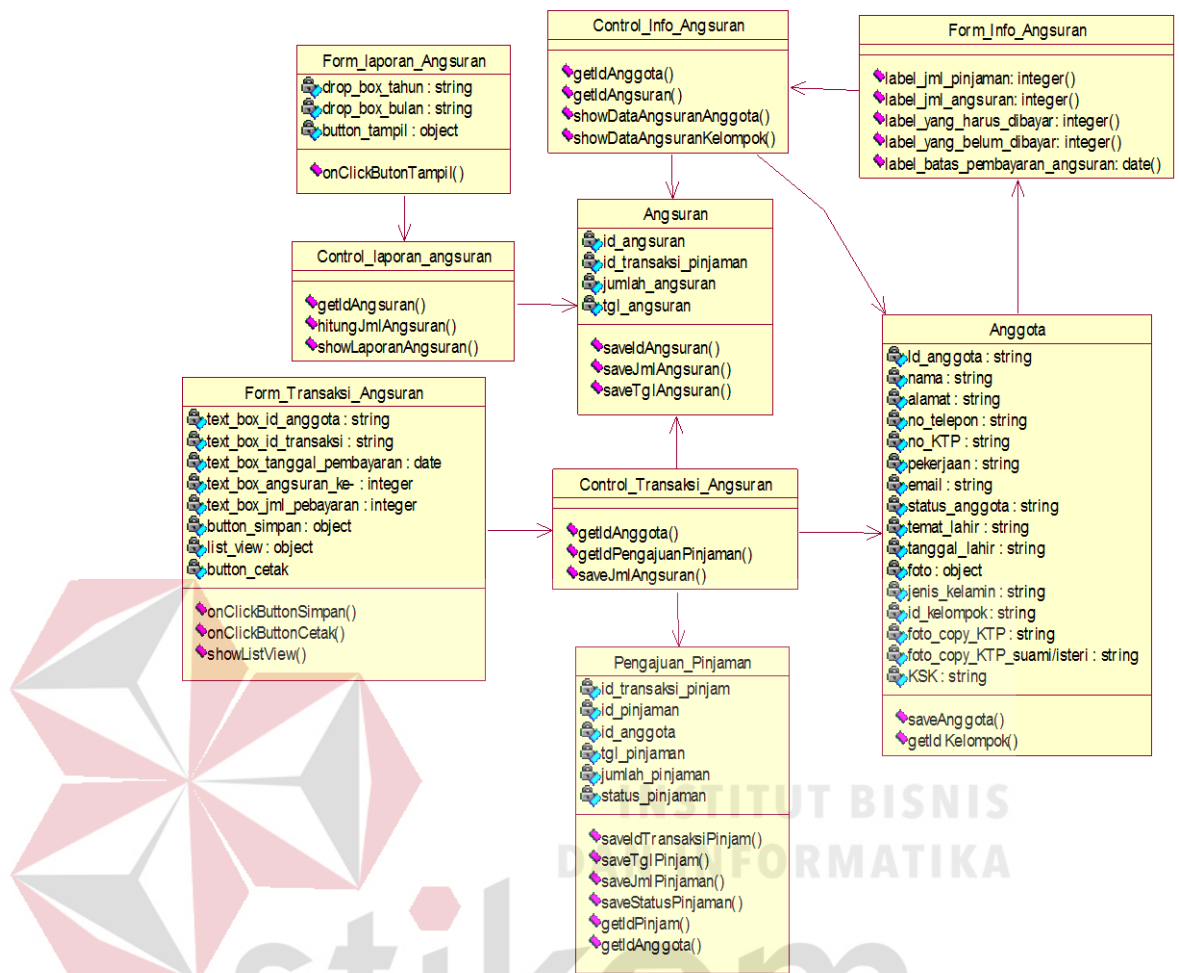 Control_Info_Angsuran
getIdAnggota()
getIdAngsuran()
showDataAngsuranAnggota()
showDataAngsuranKelompok()
Form_Info_Angsuran
label_jml_pinjaman: integer()
label_jml_angsuran: integer()
label_yang_harus_dibayar: integer()
label_yang_belum_dibayar: integer()
label_batas_pembayaran_angsuran: date()
Form_laporan_Angsuran
drop_box_tahun : string
drop_box_bulan : string
button_tampil : object
onClickButonTampil()
Control_laporan_angsuran
getIdAngsuran()
hitungJmlAngsuran()
showLaporanAngsuran()
Angsuran
id_angsuran
id_transaksi_pinjaman
jumlah_angsuran
tgl_angsuran
saveIdAngsuran()
saveJmlAngsuran()
saveTglAngsuran()
Anggota
Id_anggota : string
nama : string
alamat : string
no_telepon : string
no_KTP : string
pekerjaan : string
email : string
status_anggota : string
temat_lahir : string
tanggal_lahir : string
foto : object
jenis_kelamin : string
id_kelompok : string
foto_copy_KTP : string
foto_copy_KTP_suami/isteri : string
KSK : string
saveAnggota()
getId Kelompok()
Form_Transaksi_Angsuran
text_box_id_anggota : string
text_box_id_transaksi : string
text_box_tanggal_pembayaran : date
text_box_angsuran_ke- : integer
text_box_jml_pebayaran : integer
button_simpan : object
list_view : object
button_cetak
onClickButtonSimpan()
onClickButtonCetak()
showListView()
Control_Transaksi_Angsuran
getIdAnggota()
getIdPengajuanPinjaman()
saveJmlAngsuran()
Pengajuan_Pinjaman
id_transaksi_pinjam
id_pinjaman
id_anggota
tgl_pinjaman
jumlah_pinjaman
status_pinjaman
saveIdTransaksiPinjam()
saveTglPinjam()
saveJmlPinjaman()
saveStatusPinjaman()
getIdPinjam()
getIdAnggota()
INSTITUT BISNIS
DAN INFORMATIKA
stikom